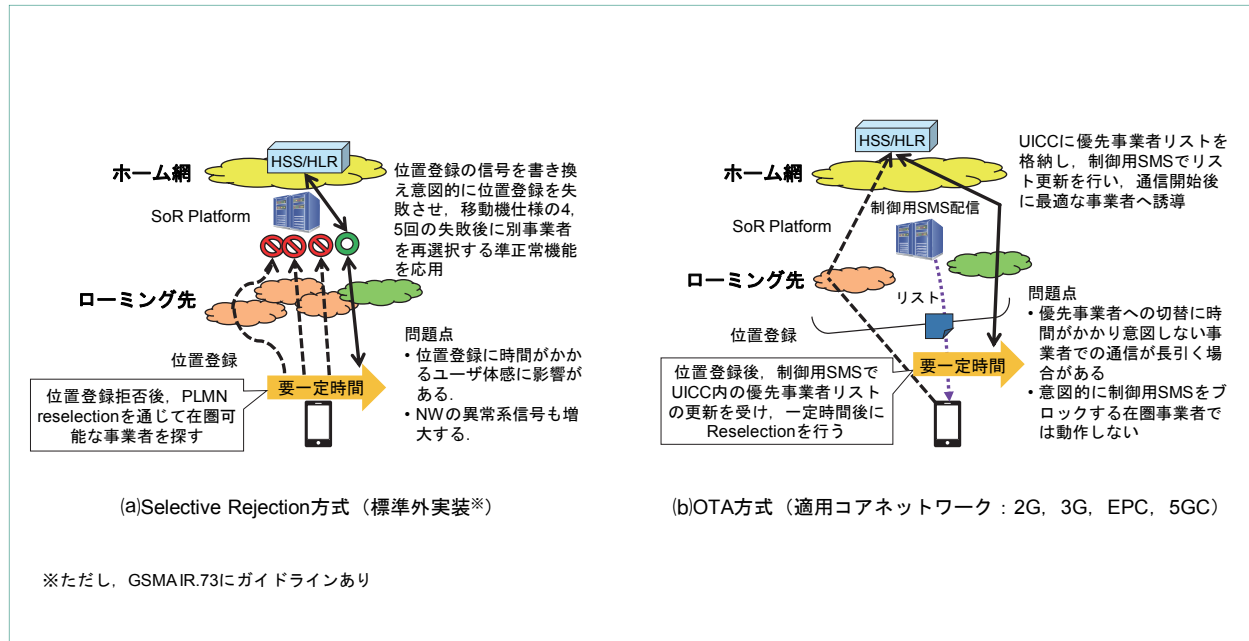 HSS/HLR
ホーム網
位置登録の信号を書き換
え意図的に位置登録を失
敗させ，移動機仕様の4，
5回の失敗後に別事業者
を再選択する準正常機能
を応用
SoR Platform
ローミング先
位置登録
問題点
・位置登録に時間がかか
るユーザ体感に影響が
ある．
・NWの異常系信号も増
大する．
要一定時間
位置登録拒否後，PLMN
reselectionを通じて在圏可
能な事業者を探す
(a)Selective Rejection方式（標準外実装※）
HSS/HLR
ホーム網
UICCに優先事業者リストを
格納し，制御用SMSでリス
ト更新を行い，通信開始後
に最適な事業者へ誘導
制御用SMS配信
SoR Platform
ローミング先
リスト
位置登録
問題点
・優先事業者への切替に時
間がかかり意図しない事
業者での通信が長引く場
合がある
・意図的に制御用SMSをブ
ロックする在圏事業者で
は動作しない
要一定時間
位置登録後，制御用SMSで
UICC内の優先事業者リスト
の更新を受け，一定時間後に
Reselectionを行う
(b)OTA方式（適用コアネットワーク：2G，3G，EPC，5GC）
※ただし，GSMA IR.73にガイドラインあり